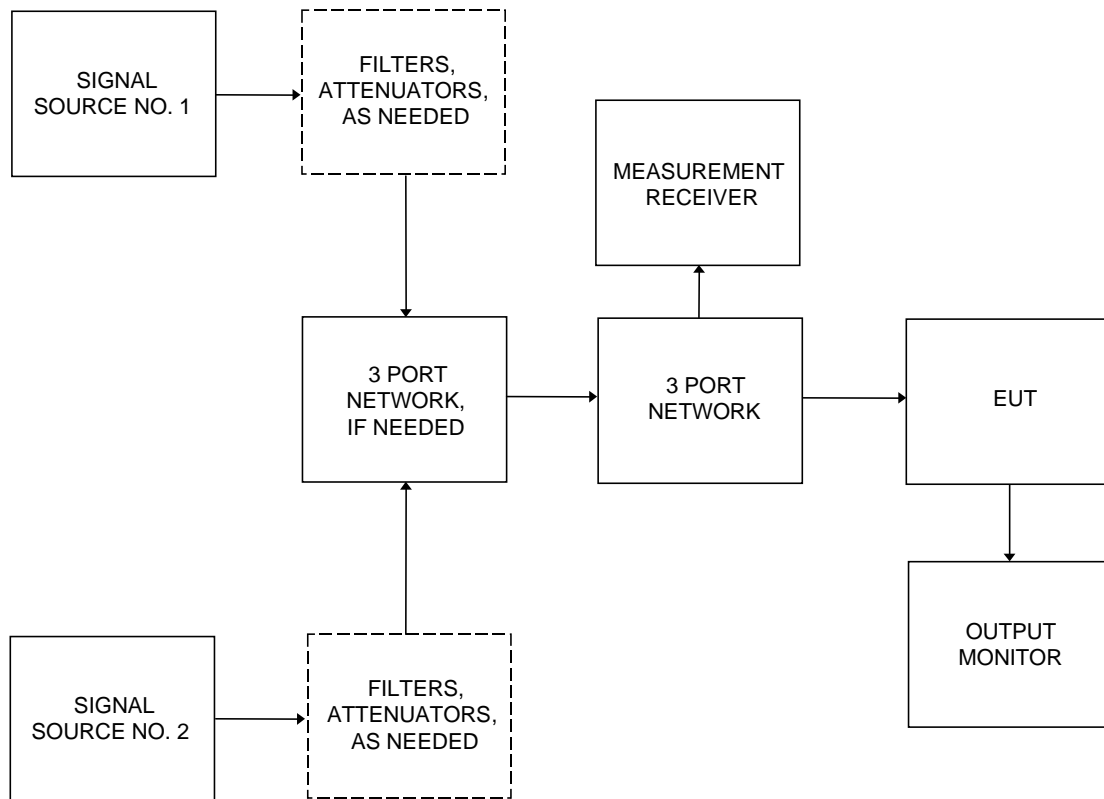 SIGNAL
SOURCE NO. 1
FILTERS,
ATTENUATORS,
AS NEEDED
MEASUREMENT
RECEIVER
3 PORT
NETWORK,
IF NEEDED
3 PORT
NETWORK
EUT
SIGNAL
SOURCE NO. 2
FILTERS,
ATTENUATORS,
AS NEEDED
OUTPUT
MONITOR